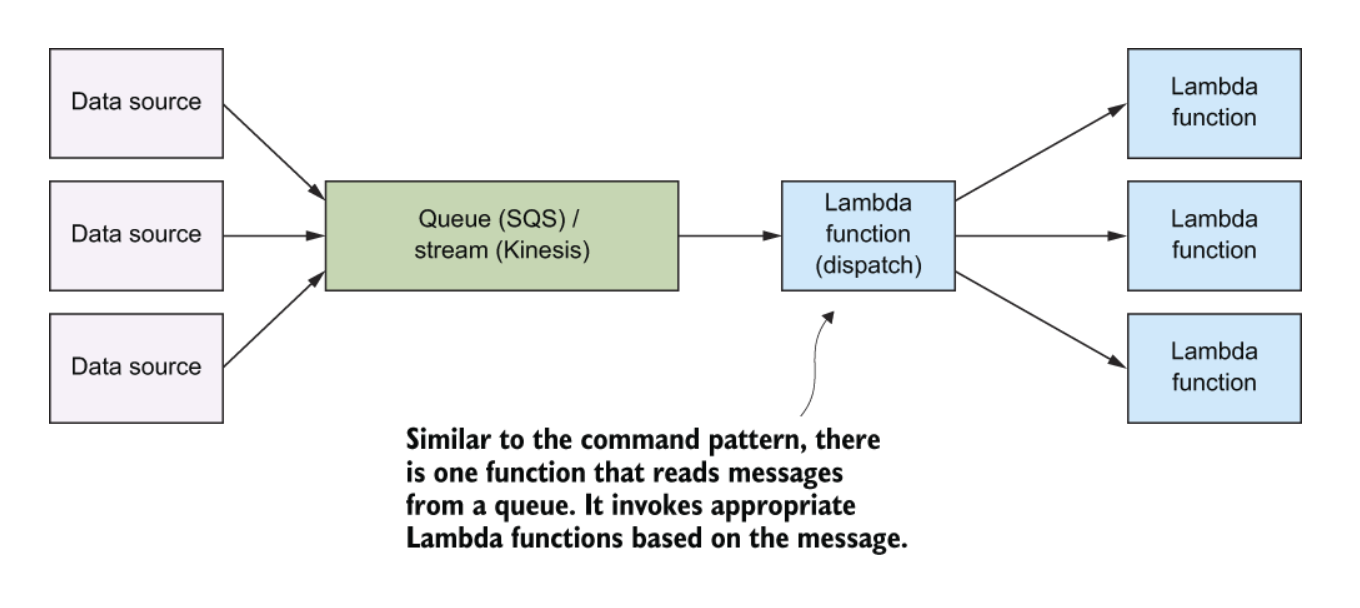 Data source
Data source
Data source
Queue (SQS) /
stream (Kinesis)
Lambda
function
(dispatch)
Lambda
function
Lambda
function
Lambda
function
Similar to the command pattern, there
is one function that reads messages
from a queue. It invokes appropriate
Lambda functions based on the message.